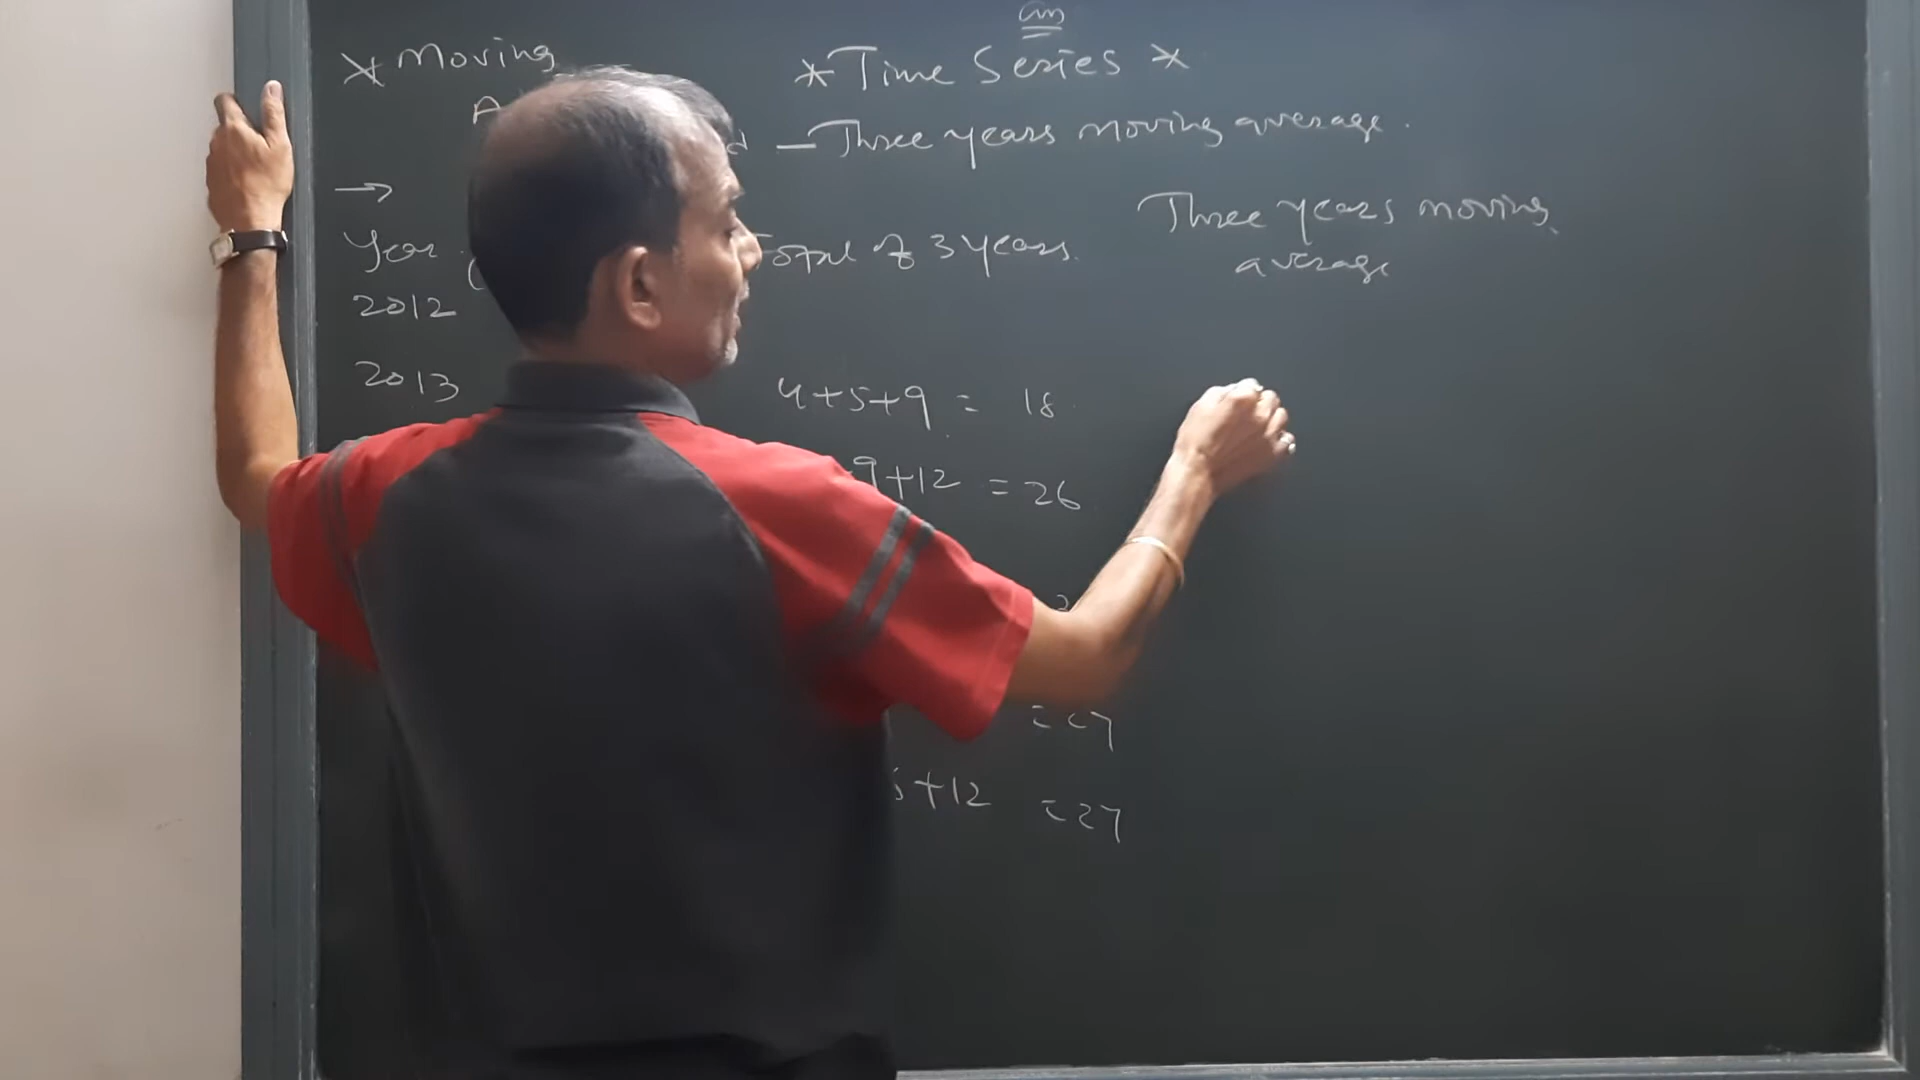 * Moving
* Time Series *
— Three years moving average.
→
Year
Total of 3 years.
Three years moving
average
2012
2013
4+5+9 = 18
9+12 = 26
=27
+12 =27